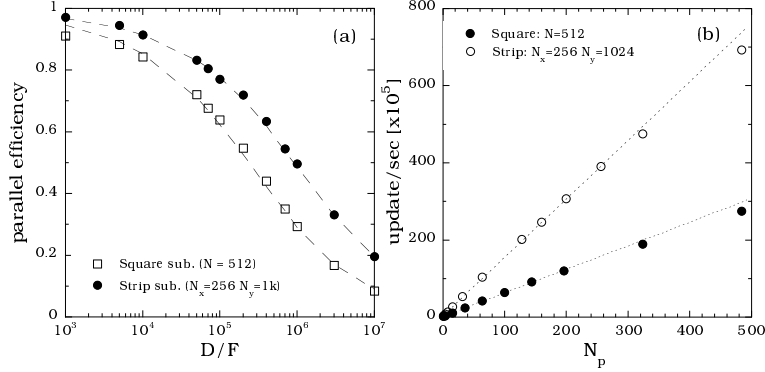 (a)
parallel efficiency
1
0.8
0.6
0.4
0.2
0
Square sub. (N = 512)
Strip sub. (Nx=256 Ny=1k)
10^3
10^4
10^5
10^6
10^7
D/F
(b)
update/sec [x10^5]
800
600
400
200
0
Square: N=512
Strip: Nx=256 Ny=1024
0
100
200
300
400
500
Np